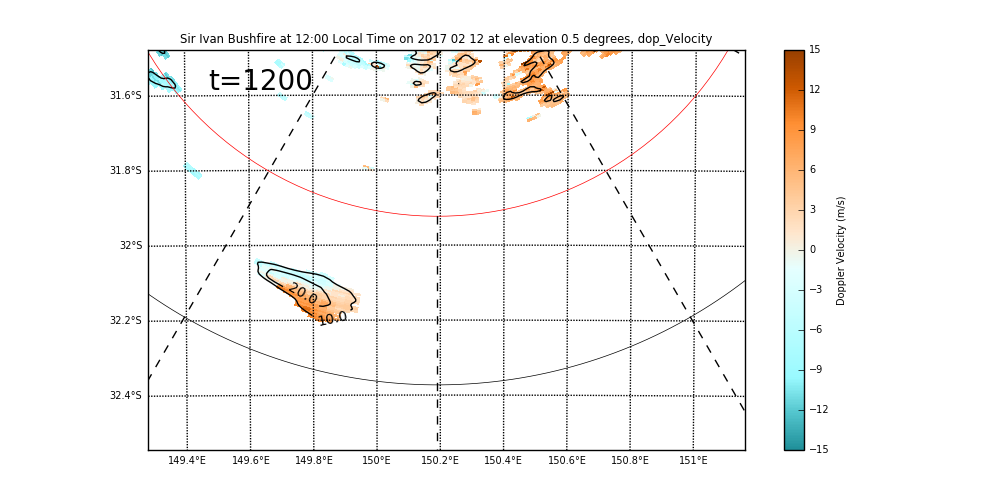 Sir Ivan Bushfire at 12:00 Local Time on 2017 02 12 at elevation 0.5 degrees, dop_Velocity
t=1200
31.6°S
31.8°S
32°S
32.2°S
32.4°S
20.0
10.0
149.4°E 149.6°E 149.8°E 150°E 150.2°E 150.4°E 150.6°E 150.8°E 151°E
15
12
9
6
3
0
−3
−6
−9
−12
−15
Doppler Velocity (m/s)